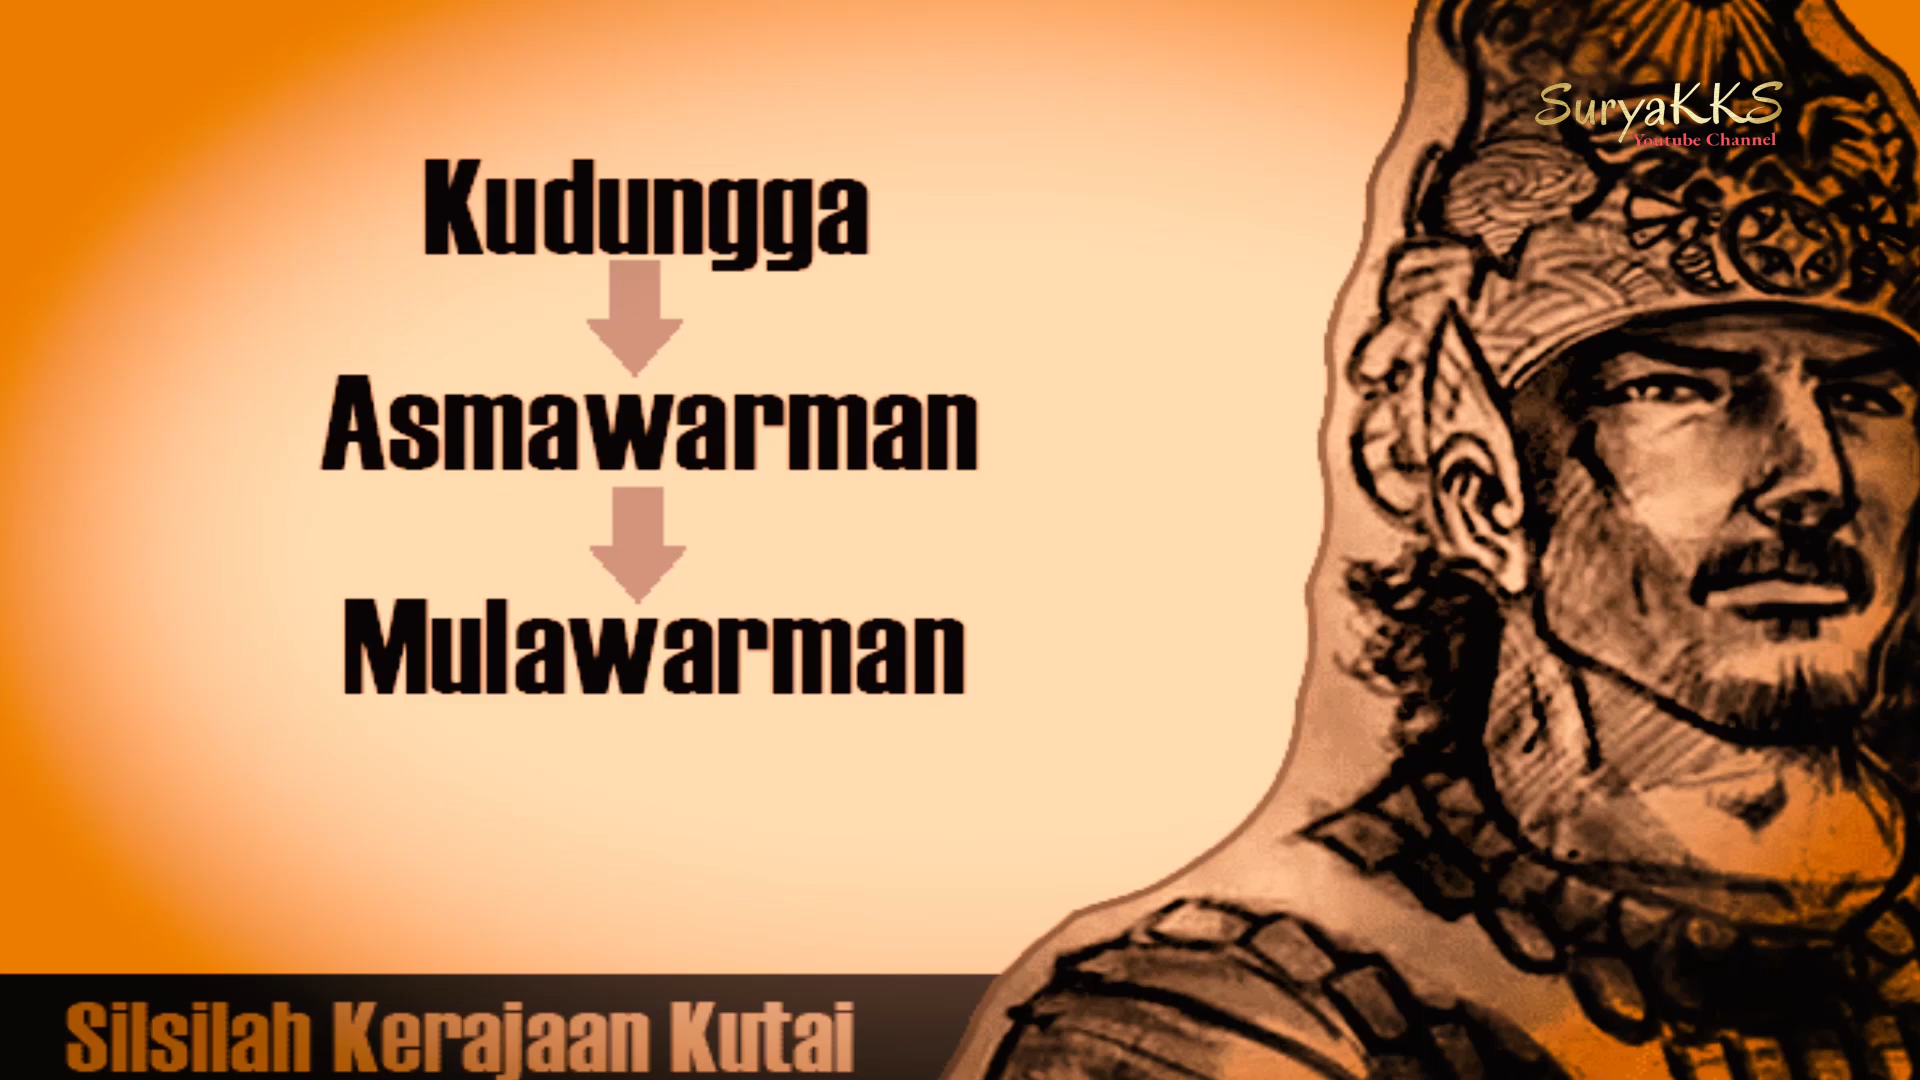 SuryaKKS
Youtube Channel
Kudungga
Asmawarman
Mulawarman
Silsilah Kerajaan Kutai